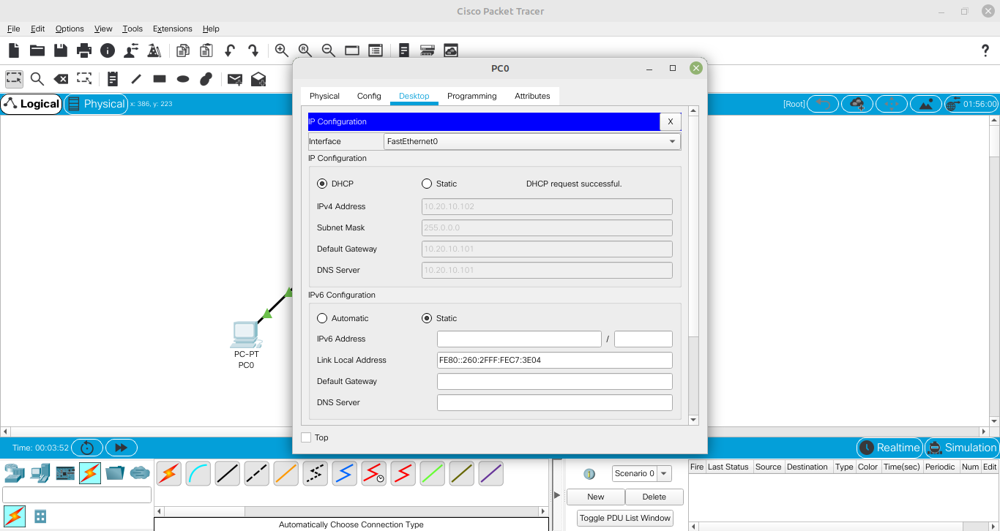 Cisco Packet Tracer
File Edit Options View Tools Extensions Help
?
PC0
Logical Physical x: 386, y: 223
[Root] 01:56:00
Physical Config Desktop Programming Attributes
IP Configuration X
Interface FastEthernet0
IP Configuration
DHCP Static DHCP request successful.
IPv4 Address 10.20.10.102
Subnet Mask 255.0.0.0
Default Gateway 10.20.10.101
DNS Server 10.20.10.101
IPv6 Configuration
Automatic Static
IPv6 Address /
Link Local Address FE80::260:2FFF:FEC7:3E04
Default Gateway
DNS Server
Top
PC-PT
PC0
Time: 00:03:52 Realtime Simulation
Scenario 0
New Delete
Toggle PDU List Window
Fire Last Status Source Destination Type Color Time(sec) Periodic Num Edit
Automatically Choose Connection Type